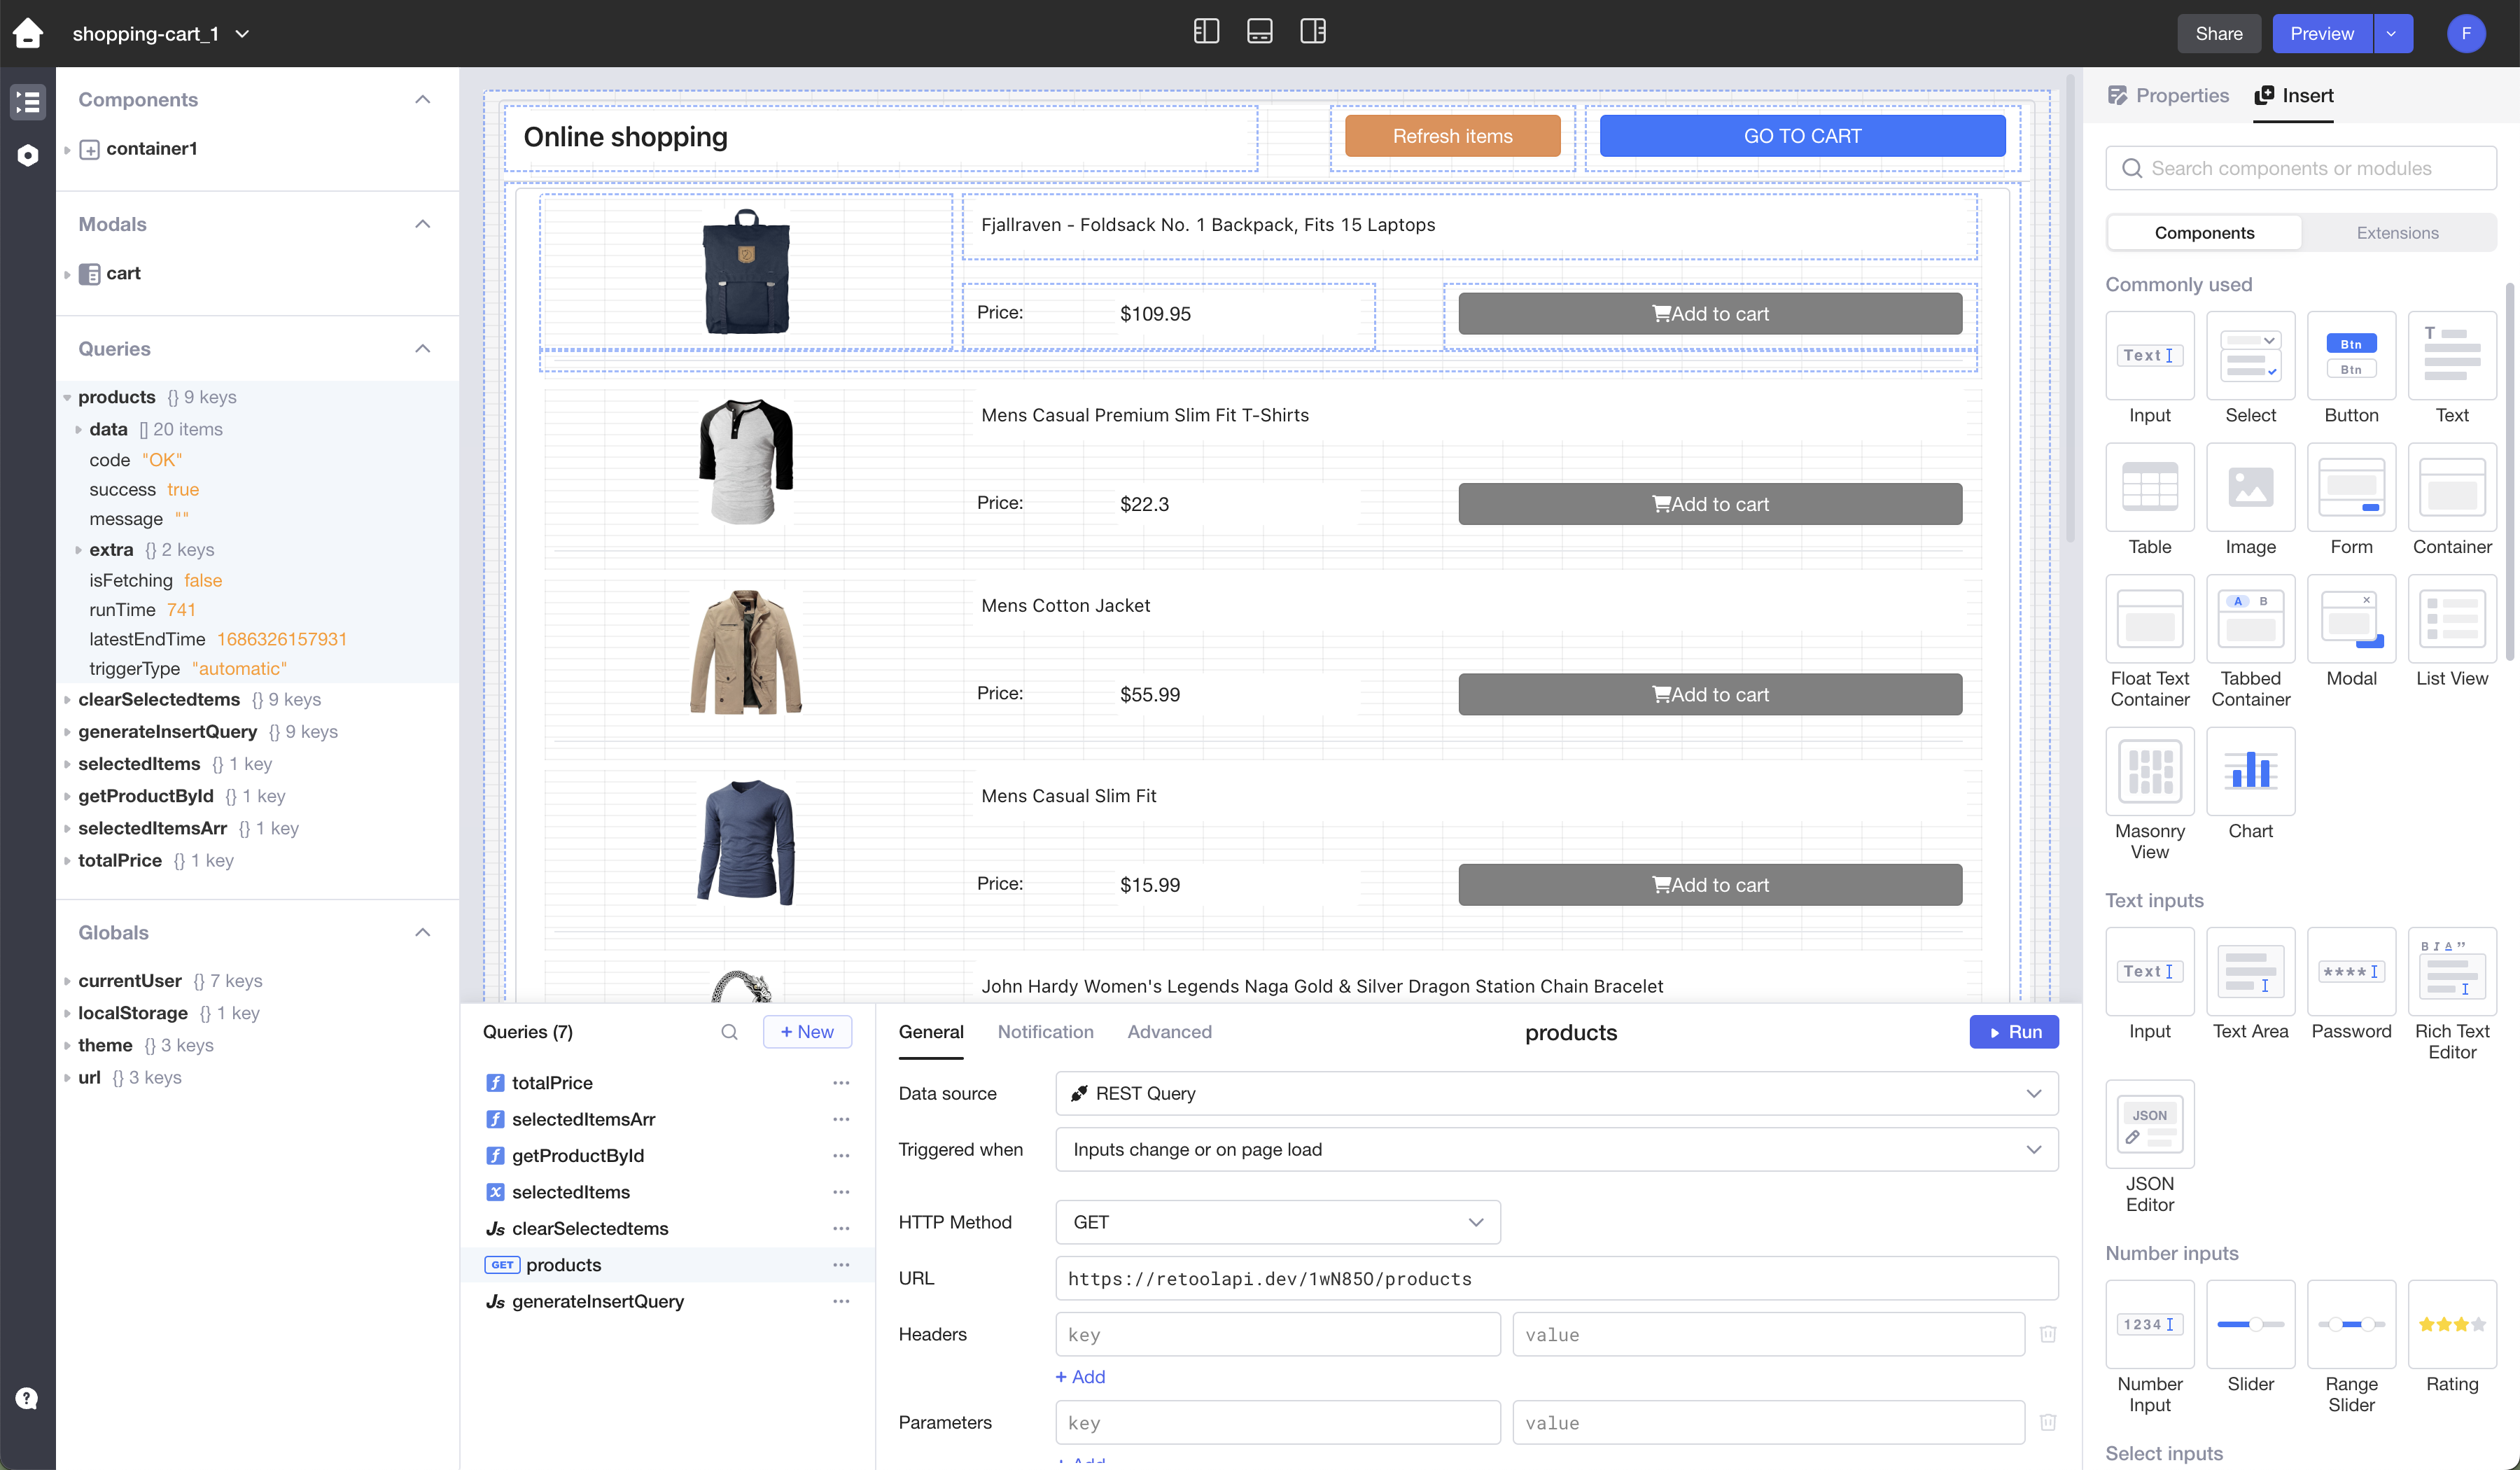 shopping-cart_1
Share
Preview
F
Components
container1
Modals
cart
Queries
products {} 9 keys
data [] 20 items
code "OK"
success true
message ""
extra {} 2 keys
isFetching false
runTime 741
latestEndTime 1686326157931
triggerType "automatic"
clearSelectedtems {} 9 keys
generateInsertQuery {} 9 keys
selectedItems {} 1 key
getProductById {} 1 key
selectedItemsArr {} 1 key
totalPrice {} 1 key
Globals
currentUser {} 7 keys
localStorage {} 1 key
theme {} 3 keys
url {} 3 keys
Online shopping
Refresh items
GO TO CART
Fjallraven - Foldsack No. 1 Backpack, Fits 15 Laptops
Price: $109.95 Add to cart
Mens Casual Premium Slim Fit T-Shirts
Price: $22.3 Add to cart
Mens Cotton Jacket
Price: $55.99 Add to cart
Mens Casual Slim Fit
Price: $15.99 Add to cart
John Hardy Women's Legends Naga Gold & Silver Dragon Station Chain Bracelet
Queries (7)
+ New
totalPrice
selectedItemsArr
getProductById
selectedItems
Js clearSelectedtems
GET products
Js generateInsertQuery
General Notification Advanced
products
Run
Data source REST Query
Triggered when Inputs change or on page load
HTTP Method GET
URL https://retoolapi.dev/1wN85O/products
Headers key value
+ Add
Parameters key value
+ Add
Properties Insert
Search components or modules
Components Extensions
Commonly used
Text
Btn
Btn
T
Input Select Button Text
Table Image Form Container
A B
Float Text Container
Tabbed Container
Modal
List View
Masonry View
Chart
Text inputs
Text
****
B I A "
Input
Text Area
Password
Rich Text Editor
JSON
JSON Editor
Number inputs
1234
Number Input
Slider
Range Slider
Rating
Select inputs